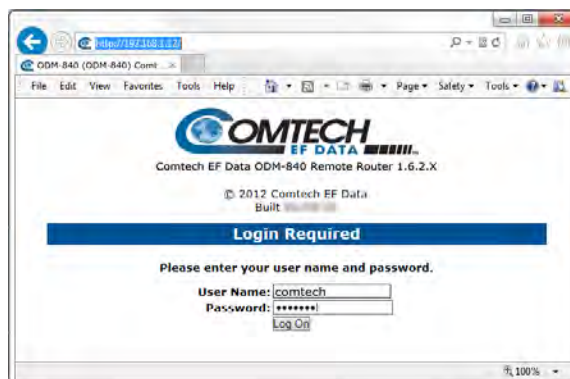 http://192.168.1.12/
ODM-840 (ODM-840) Comt...
File Edit View Favorites Tools Help Page Safety Tools
COMTECH
EF DATA
Comtech EF Data ODM-840 Remote Router 1.6.2.X
© 2012 Comtech EF Data
Built
Login Required
Please enter your user name and password.
User Name: comtech
Password: •••••••
Log On
100%